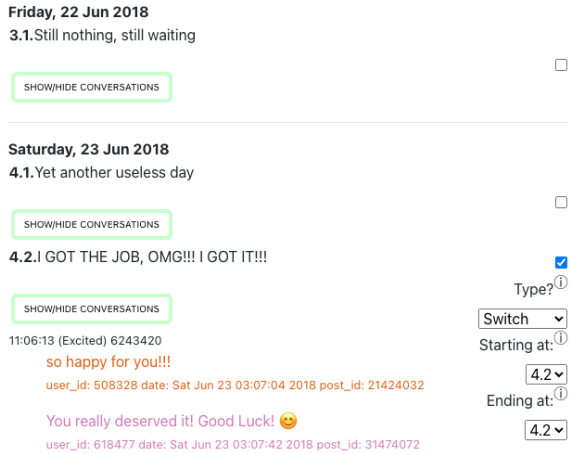 Friday, 22 Jun 2018
3.1.Still nothing, still waiting
SHOW/HIDE CONVERSATIONS
Saturday, 23 Jun 2018
4.1.Yet another useless day
SHOW/HIDE CONVERSATIONS
4.2.I GOT THE JOB, OMG!!! I GOT IT!!!
Type?ⓘ
SHOW/HIDE CONVERSATIONS
Switch
11:06:13 (Excited) 6243420
Starting at:ⓘ
so happy for you!!!
4.2
user_id: 508328 date: Sat Jun 23 03:07:04 2018 post_id: 21424032
Ending at:ⓘ
You really deserved it! Good Luck! 😊
4.2
user_id: 618477 date: Sat Jun 23 03:07:42 2018 post_id: 31474072